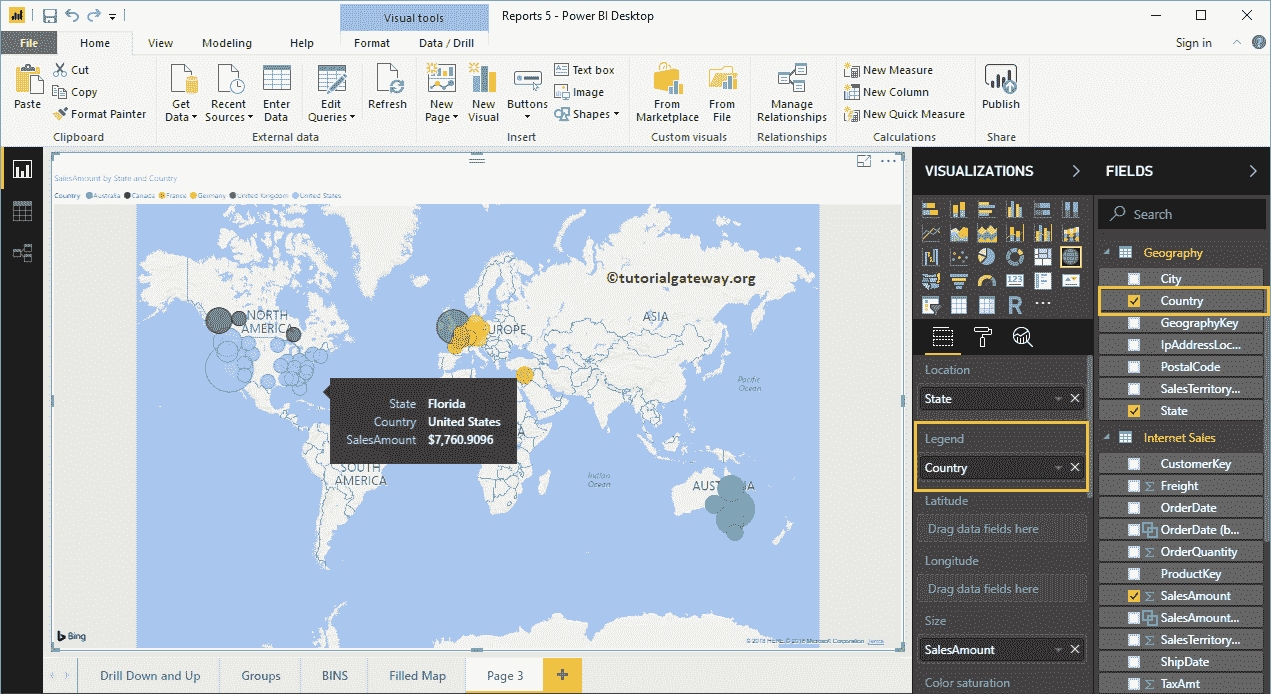 Visual tools
Reports 5 - Power BI Desktop
File
Home
View
Modeling
Help
Format
Data / Drill
Sign in
Paste
Cut
Copy
Format Painter
Clipboard
Get
Data
Recent
Sources
Enter
Data
Edit
Queries
External data
Refresh
New
Page
New
Visual
Buttons
Text box
Image
Shapes
Insert
From
Marketplace
From
File
Custom visuals
Manage
Relationships
Relationships
New Measure
New Column
New Quick Measure
Calculations
Publish
Share
SalesAmount by State and Country
Country Australia Canada France Germany United Kingdom United States
©tutorialgateway.org
NORTH
AMERICA
EUROPE
ASIA
Pacific
Ocean
State Florida
Country United States
SalesAmount $7,760.9096
SOUTH
AMERICA
Indian
Ocean
Bing
© 2018 HERE © 2018 Microsoft Corporation Terms
Drill Down and Up
Groups
BINS
Filled Map
Page 3
+
VISUALIZATIONS
123
R
Location
State
Legend
Country
Latitude
Drag data fields here
Longitude
Drag data fields here
Size
SalesAmount
Color saturation
FIELDS
Search
Geography
City
Country
GeographyKey
IpAddressLoc...
PostalCode
SalesTerritory...
State
Internet Sales
CustomerKey
Freight
OrderDate
OrderDate (b...
OrderQuantity
ProductKey
SalesAmount
SalesAmount...
SalesTerritory...
ShipDate
TaxAmt